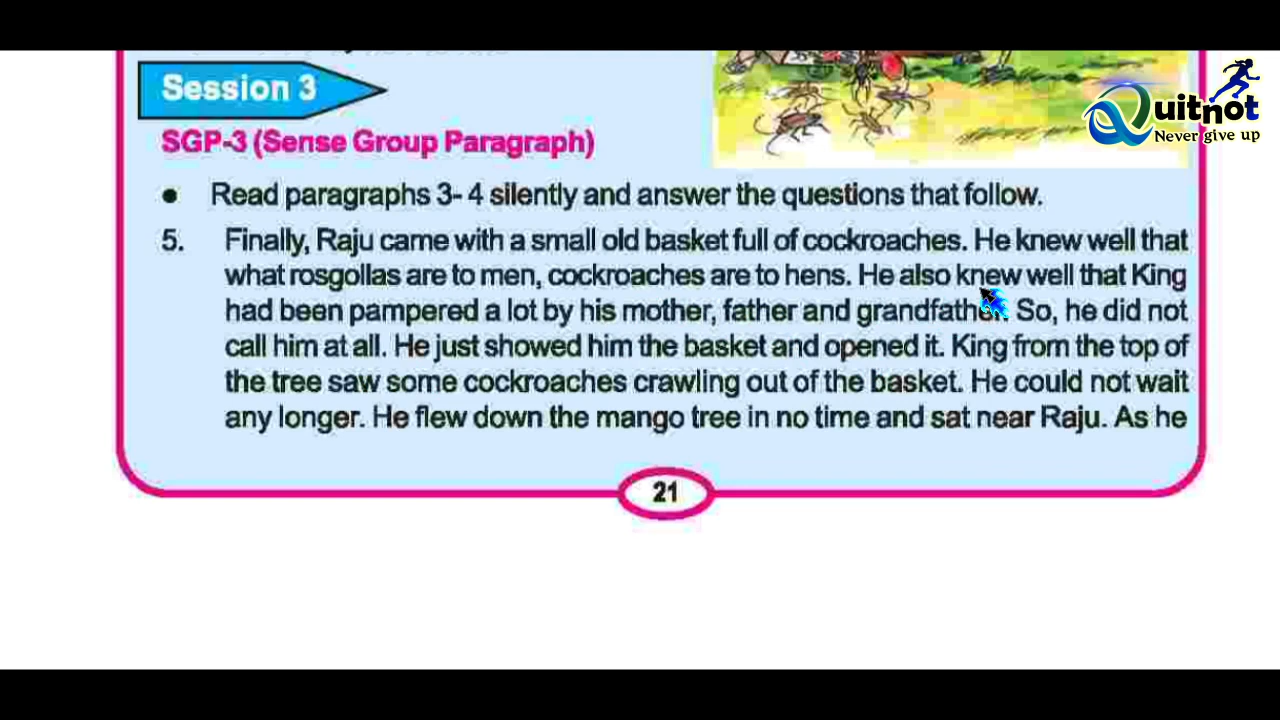 Session 3
Quitnot
Never give up
SGP-3 (Sense Group Paragraph)
• Read paragraphs 3- 4 silently and answer the questions that follow.
5. Finally, Raju came with a small old basket full of cockroaches. He knew well that
what rosgollas are to men, cockroaches are to hens. He also knew well that King
had been pampered a lot by his mother, father and grandfather. So, he did not
call him at all. He just showed him the basket and opened it. King from the top of
the tree saw some cockroaches crawling out of the basket. He could not wait
any longer. He flew down the mango tree in no time and sat near Raju. As he
21